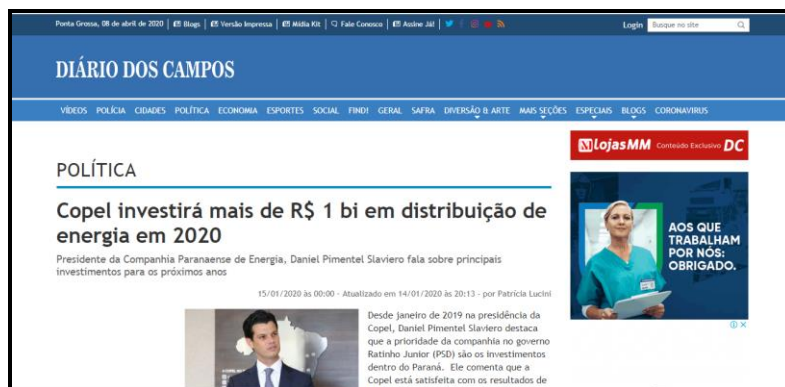 Ponta Grossa, 08 de abril de 2020 | Blogs | Versão Impressa | Mídia Kit | Fale Conosco | Assine Já! |
Login Busque no site
DIÁRIO DOS CAMPOS
VÍDEOS POLÍCIA CIDADES POLÍTICA ECONOMIA ESPORTES SOCIAL FINDI GERAL SAFRA DIVERSÃO & ARTE MAIS SEÇÕES ESPECIAIS BLOGS CORONAVIRUS
LojasMM Conteúdo Exclusivo DC
POLÍTICA
Copel investirá mais de R$ 1 bi em distribuição de
energia em 2020
Presidente da Companhia Paranaense de Energia, Daniel Pimentel Slaviero fala sobre principais
investimentos para os próximos anos
15/01/2020 às 00:00 - Atualizado em 14/01/2020 às 20:13 - por Patrícia Lucini
Desde janeiro de 2019 na presidência da
Copel, Daniel Pimentel Slaviero destaca
que a prioridade da companhia no governo
Ratinho Junior (PSD) são os investimentos
dentro do Paraná. Ele comenta que a
Copel está satisfeita com os resultados de
AOS QUE
TRABALHAM
POR NÓS:
OBRIGADO.